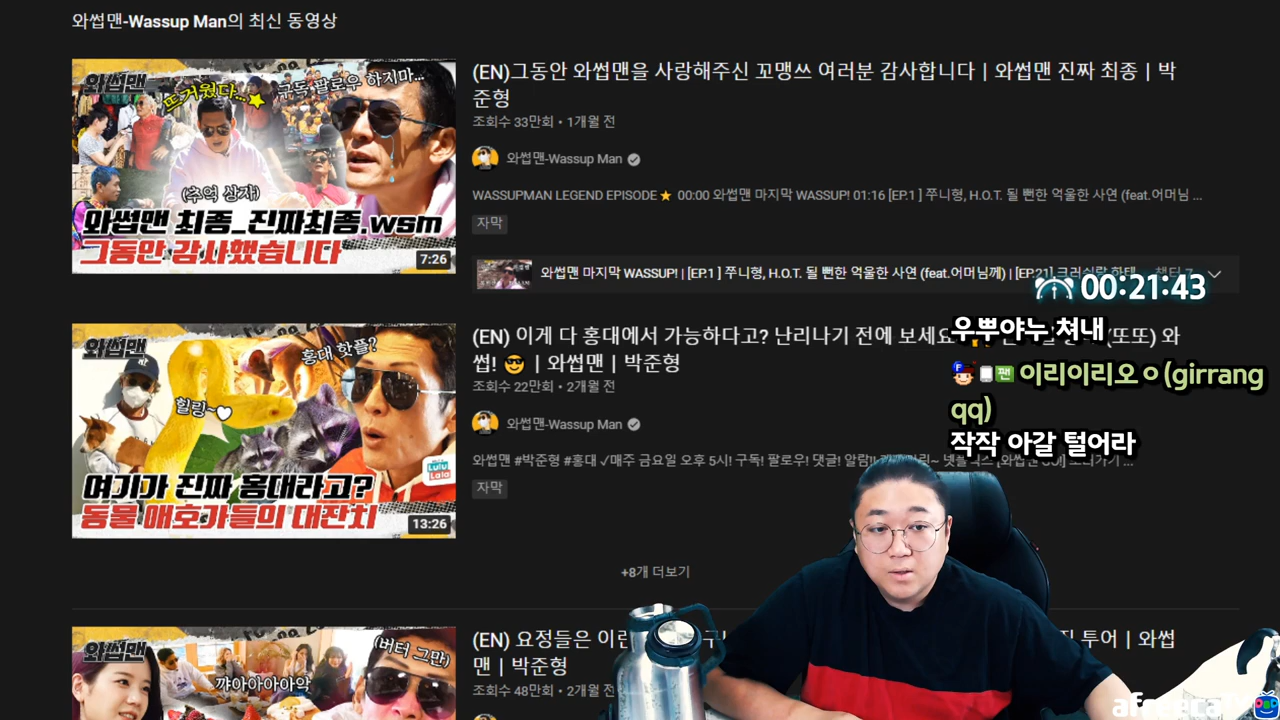 와썹맨-Wassup Man의 최신 동영상
와썹맨
뜨거웠다...
구독 팔로우 하지마...
(추억 상자)
와썹맨 최종_진짜최종.wsm
그동안 감사했습니다
7:26
(EN)그동안 와썹맨을 사랑해주신 꼬맹쓰 여러분 감사합니다 | 와썹맨 진짜 최종 | 박
준형
조회수 33만회 • 1개월 전
와썹맨-Wassup Man
WASSUPMAN LEGEND EPISODE⭐ 00:00 와썹맨 마지막 WASSUP! 01:16 [EP.1 ] 쭈니형, H.O.T. 될 뻔한 억울한 사연 (feat.어머님 ...
자막
와썹맨 마지막 WASSUP! | [EP.1 ] 쭈니형, H.O.T. 될 뻔한 억울한 사연 (feat.어머님께) | [EP.21]
00:21:43
우뿌야누 쳐내
이리이리오ㅇ(girrang
qq)
작작 아갈 털어라
와썹맨
홍대 핫플?
힐링~
LuLu
LaLa
여기가 진짜 홍대라고?
동물 애호가들의 대잔치
13:26
(EN) 이게 다 홍대에서 가능하다고? 난리나기 전에 보세요 (또또) 와
썹! 😎 | 와썹맨 | 박준형
조회수 22만회 • 2개월 전
와썹맨-Wassup Man
와썹맨 #박준형 #홍대 ✓매주 금요일 오후 5시! 구독! 팔로우! 댓글! 알람!!
자막
+8개 더보기
와썹맨
꺄아아아아악
(버터 그만)
(EN) 요정들은 이런 투어 | 와썹
맨 | 박준형
조회수 48만회 • 2개월 전
afreecaTV